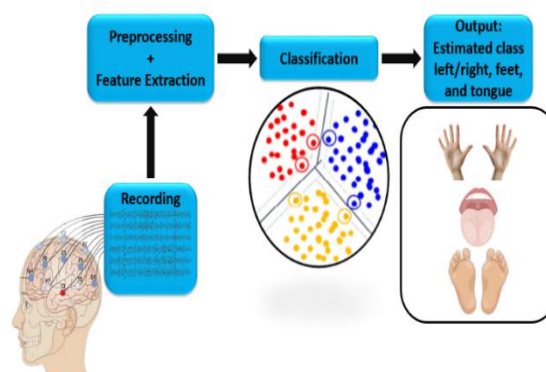 Preprocessing
+
Feature Extraction
Classification
Output:
Estimated class
left/right, feet,
and tongue
Recording